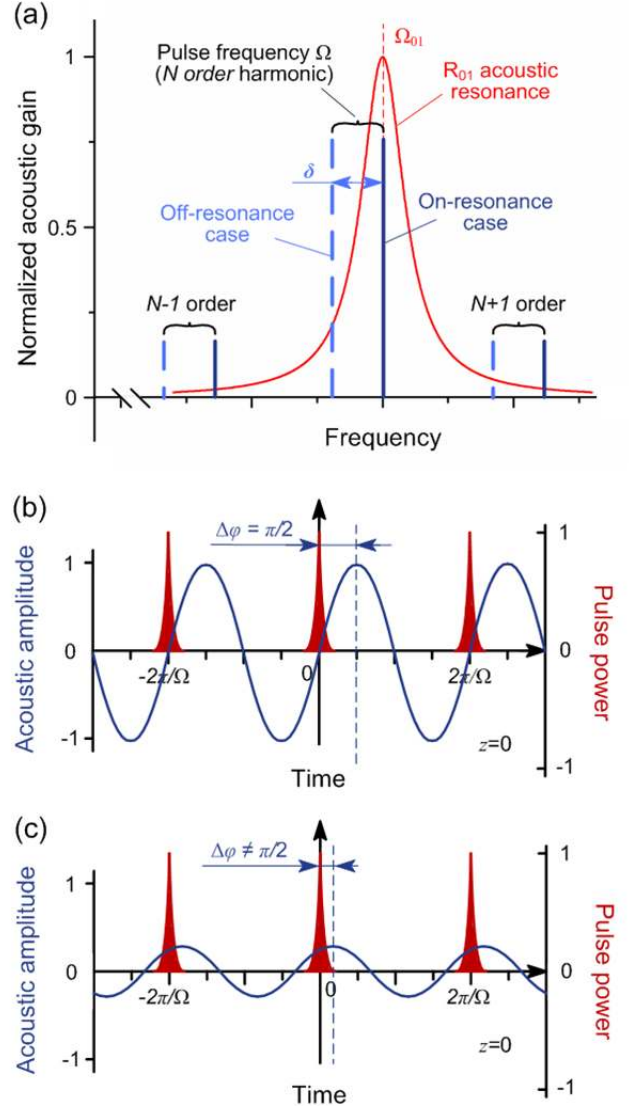 (a)
Normalized acoustic gain
1
0.5
0
Pulse frequency Ω
(N order harmonic)
Ω01
R01 acoustic
resonance
δ
Off-resonance
case
On-resonance
case
N-1 order
N+1 order
Frequency
(b)
Acoustic amplitude
Pulse power
Δφ = π/2
1
0
-1
1
0
-1
-2π/Ω
0
2π/Ω
z=0
Time
(c)
Acoustic amplitude
Pulse power
Δφ ≠ π/2
1
0
-1
1
0
-1
-2π/Ω
0
2π/Ω
z=0
Time